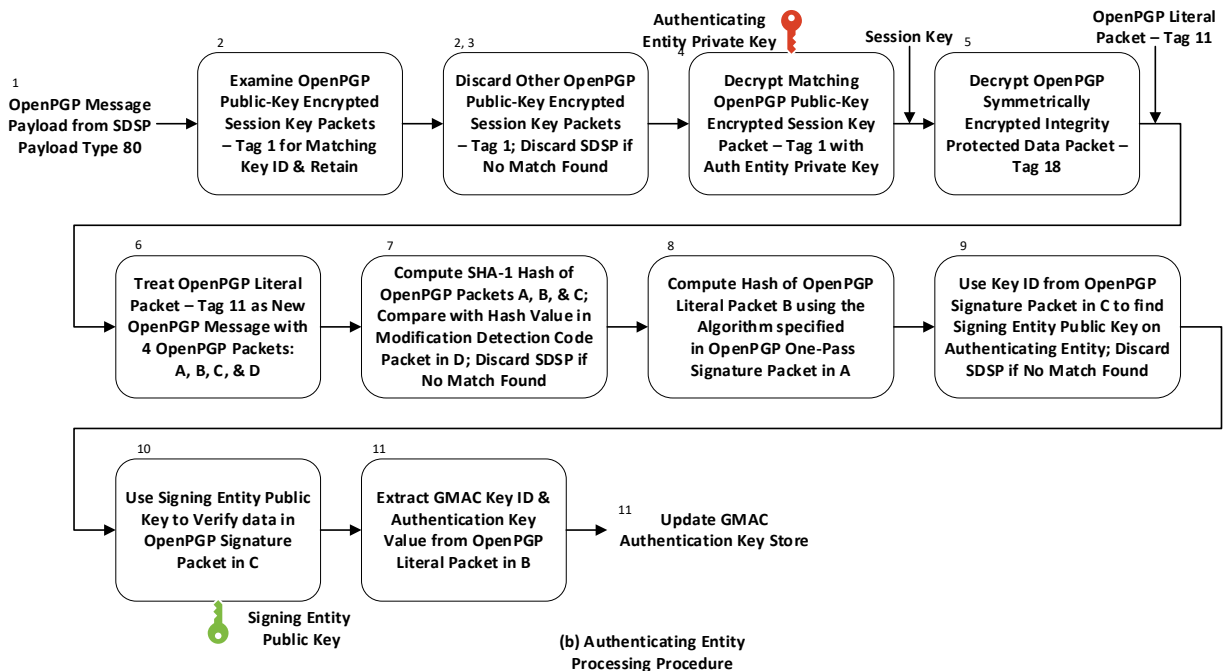 Authenticating
Entity Private Key
Session Key
OpenPGP Literal
Packet – Tag 11
1
OpenPGP Message
Payload from SDSP
Payload Type 80
2
Examine OpenPGP
Public-Key Encrypted
Session Key Packets
– Tag 1 for Matching
Key ID & Retain
2, 3
Discard Other OpenPGP
Public-Key Encrypted
Session Key Packets
– Tag 1; Discard SDSP if
No Match Found
4
Decrypt Matching
OpenPGP Public-Key
Encrypted Session Key
Packet – Tag 1 with
Auth Entity Private Key
5
Decrypt OpenPGP
Symmetrically
Encrypted Integrity
Protected Data Packet –
Tag 18
6
Treat OpenPGP Literal
Packet – Tag 11 as New
OpenPGP Message with
4 OpenPGP Packets:
A, B, C, & D
7
Compute SHA-1 Hash of
OpenPGP Packets A, B, & C;
Compare with Hash Value in
Modification Detection Code
Packet in D; Discard SDSP if
No Match Found
8
Compute Hash of OpenPGP
Literal Packet B using the
Algorithm specified
in OpenPGP One-Pass
Signature Packet in A
9
Use Key ID from OpenPGP
Signature Packet in C to find
Signing Entity Public Key on
Authenticating Entity; Discard
SDSP if No Match Found
10
Use Signing Entity Public
Key to Verify data in
OpenPGP Signature
Packet in C
11
Extract GMAC Key ID &
Authentication Key
Value from OpenPGP
Literal Packet in B
11
Update GMAC
Authentication Key Store
Signing Entity
Public Key
(b) Authenticating Entity
Processing Procedure